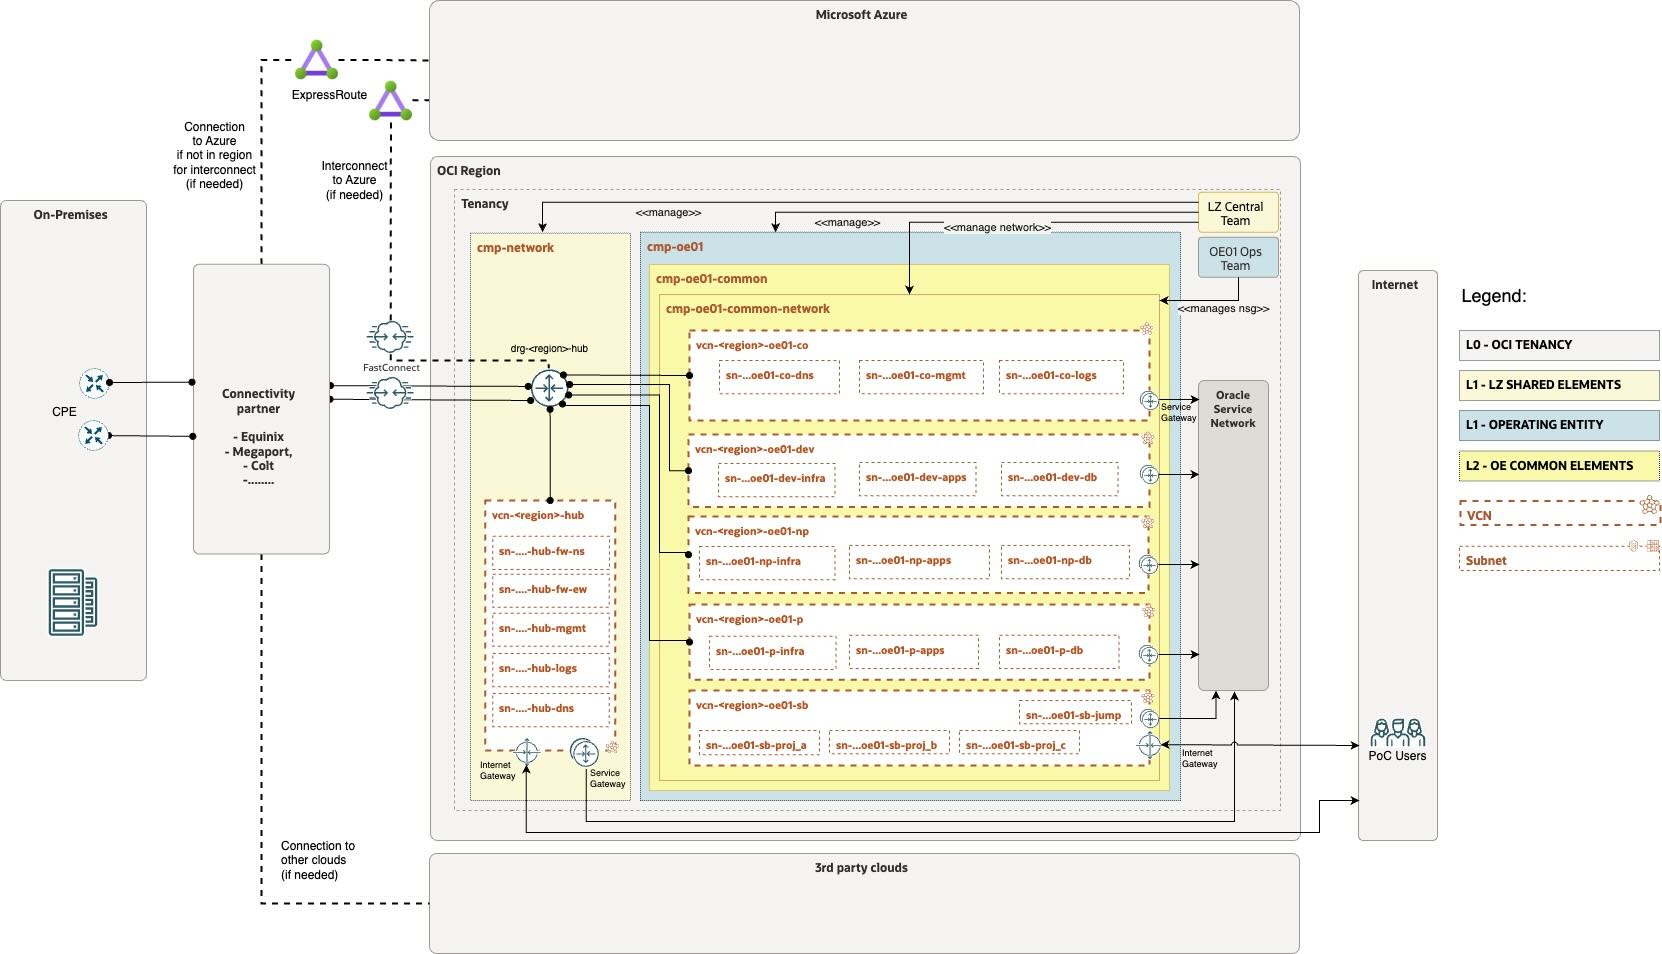 Microsoft Azure
ExpressRoute
Connection
to Azure
if not in region
for interconnect
(if needed)
Interconnect
to Azure
(if needed)
On-Premises
CPE
Connectivity
partner
- Equinix
- Megaport,
- Colt
-........
FastConnect
Connection to
other clouds
(if needed)
OCI Region
Tenancy
<<manage>>
<<manage>>
<<manage network>>
LZ Central
Team
OE01 Ops
Team
<<manages nsg>>
cmp-network
drg-<region>-hub
vcn-<region>-hub
sn-....-hub-fw-ns
sn-....-hub-fw-ew
sn-....-hub-mgmt
sn-....-hub-logs
sn-....-hub-dns
Internet
Gateway
Service
Gateway
cmp-oe01
cmp-oe01-common
cmp-oe01-common-network
vcn-<region>-oe01-co
sn-...oe01-co-dns
sn-...oe01-co-mgmt
sn-...oe01-co-logs
Service
Gateway
vcn-<region>-oe01-dev
sn-...oe01-dev-infra
sn-...oe01-dev-apps
sn-...oe01-dev-db
vcn-<region>-oe01-np
sn-...oe01-np-infra
sn-...oe01-np-apps
sn-...oe01-np-db
vcn-<region>-oe01-p
sn-...oe01-p-infra
sn-...oe01-p-apps
sn-...oe01-p-db
vcn-<region>-oe01-sb
sn-...oe01-sb-jump
sn-...oe01-sb-proj_a
sn-...oe01-sb-proj_b
sn-...oe01-sb-proj_c
Internet
Gateway
Oracle
Service
Network
Internet
PoC Users
3rd party clouds
Legend:
L0 - OCI TENANCY
L1 - LZ SHARED ELEMENTS
L1 - OPERATING ENTITY
L2 - OE COMMON ELEMENTS
VCN
Subnet